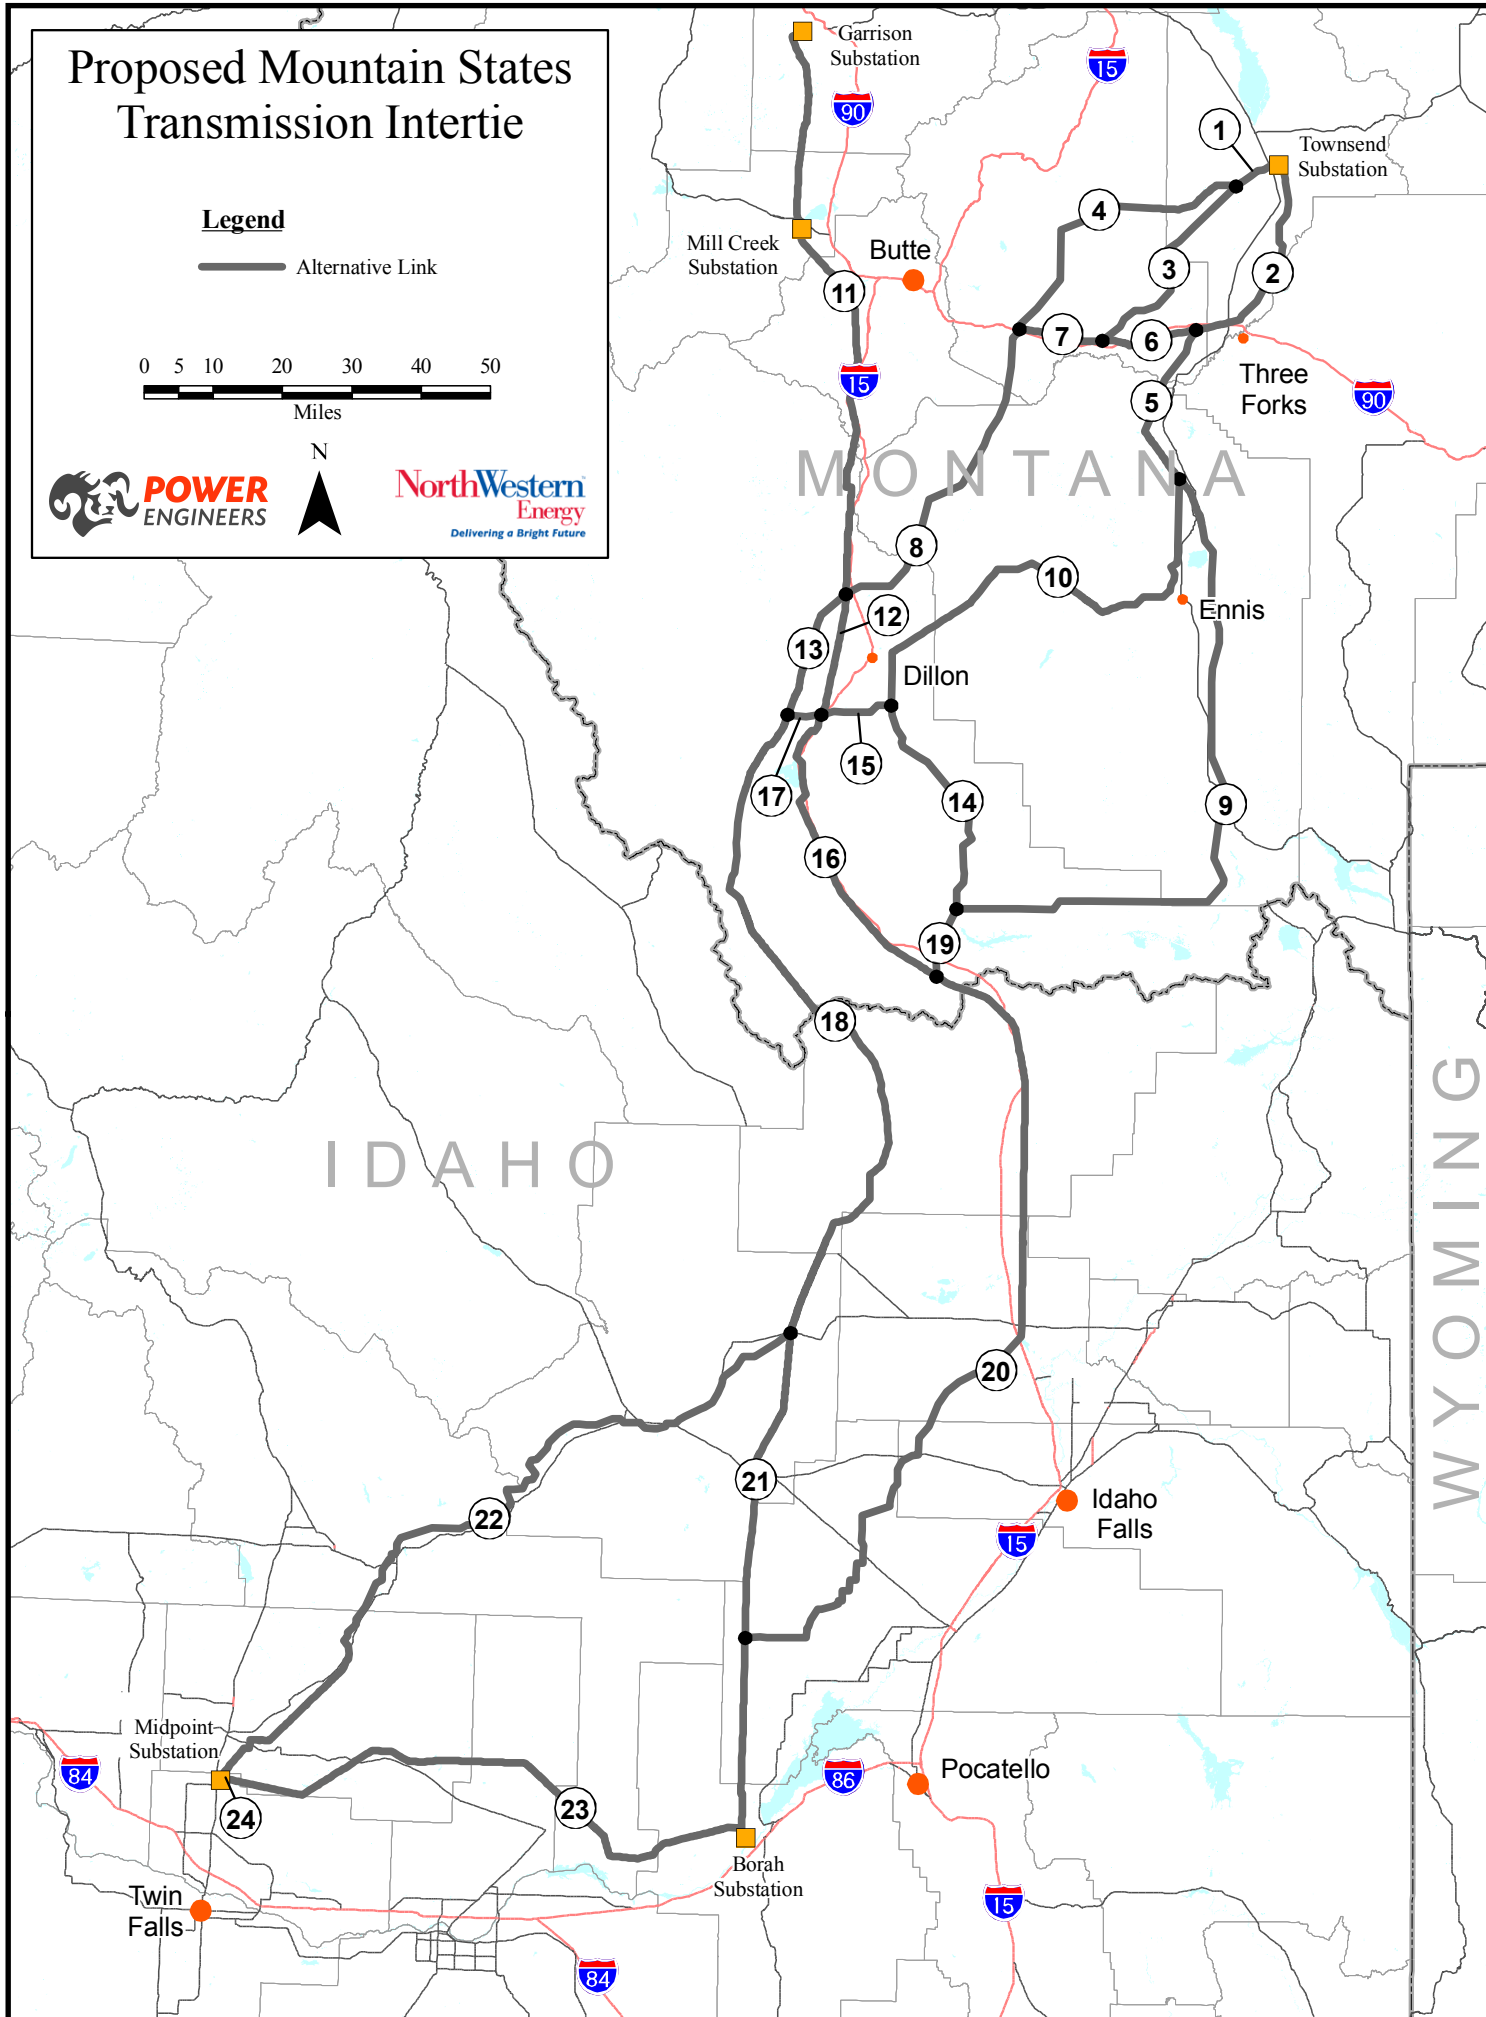 Proposed Mountain States
Transmission Intertie
Legend
Alternative Link
0 5 10 20 30 40 50
Miles
N
POWER
ENGINEERS
NorthWestern
Energy
Delivering a Bright Future
Garrison
Substation
90
15
1
Townsend
Substation
4
Mill Creek
Substation
Butte
3
2
11
7
6
15
Three
Forks
5
90
MONTANA
8
10
Ennis
12
13
Dillon
15
17
14
9
16
19
18
IDAHO
WYOMING
20
21
22
Idaho
Falls
15
Midpoint
Substation
84
24
23
86
Pocatello
Borah
Substation
Twin
Falls
15
84